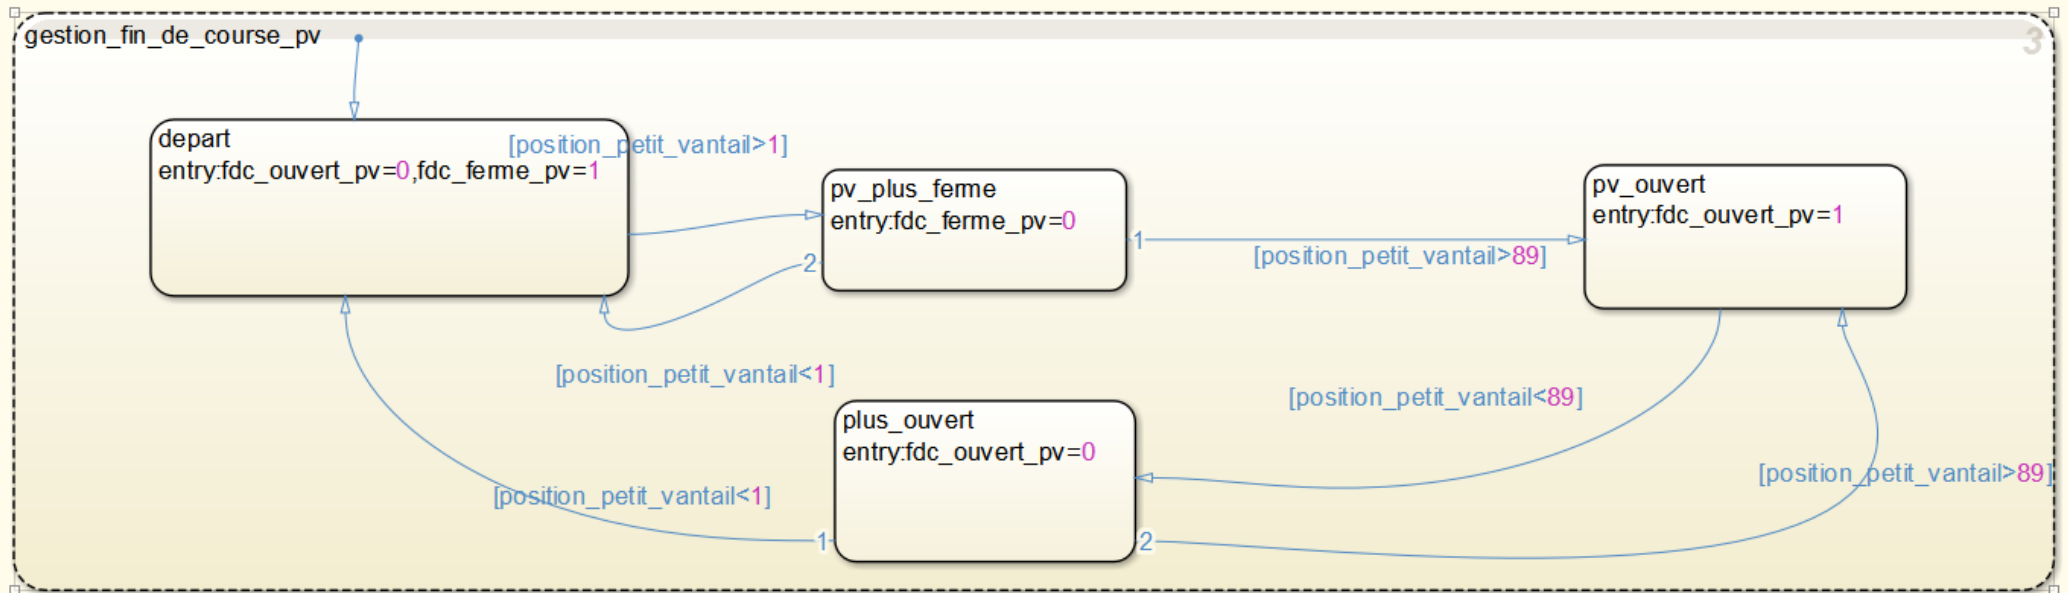 gestion_fin_de_course_pv
3
depart
entry:fdc_ouvert_pv=0,fdc_ferme_pv=1
[position_petit_vantail>1]
pv_plus_ferme
entry:fdc_ferme_pv=0
pv_ouvert
entry:fdc_ouvert_pv=1
1
[position_petit_vantail>89]
2
[position_petit_vantail<1]
[position_petit_vantail<89]
plus_ouvert
entry:fdc_ouvert_pv=0
[position_petit_vantail>89]
[position_petit_vantail<1]
1
2